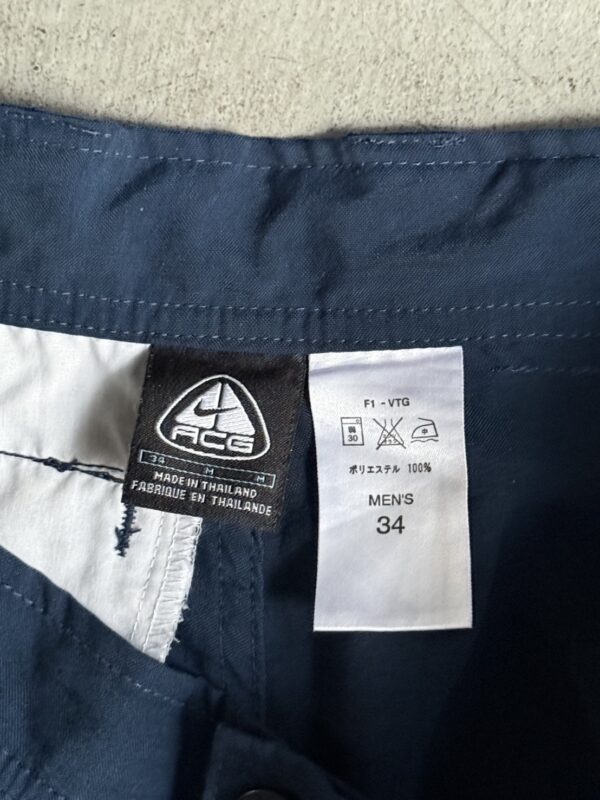 ACG
34 M M
MADE IN THAILAND
FABRIQUE EN THAILANDE
F1 - VTG
30 中
ポリエステル 100%
MEN'S
34